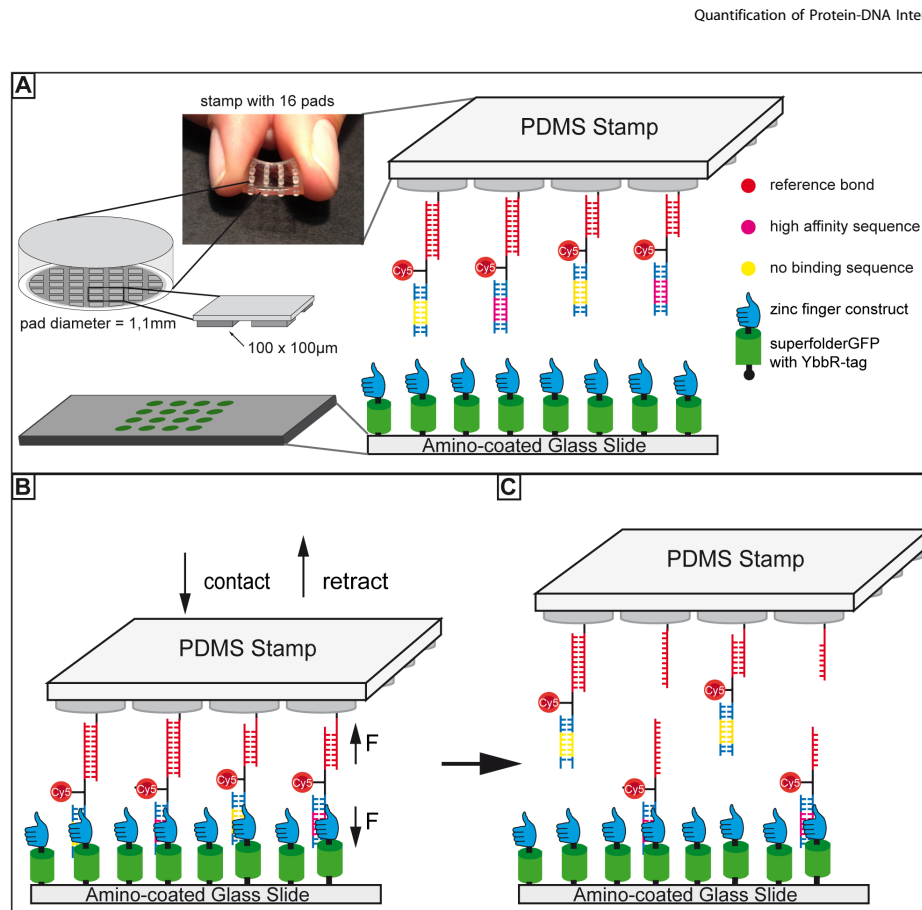 Quantification of Protein-DNA Inte
A
stamp with 16 pads
PDMS Stamp
reference bond
high affinity sequence
no binding sequence
zinc finger construct
superfolderGFP
with YbbR-tag
Cy5
Cy5
Cy5
Cy5
pad diameter = 1,1mm
100 x 100µm
Amino-coated Glass Slide
B
contact
retract
PDMS Stamp
F
Cy5
Cy5
Cy5
Cy5
F
Amino-coated Glass Slide
C
PDMS Stamp
Cy5
Cy5
Cy5
Cy5
Amino-coated Glass Slide